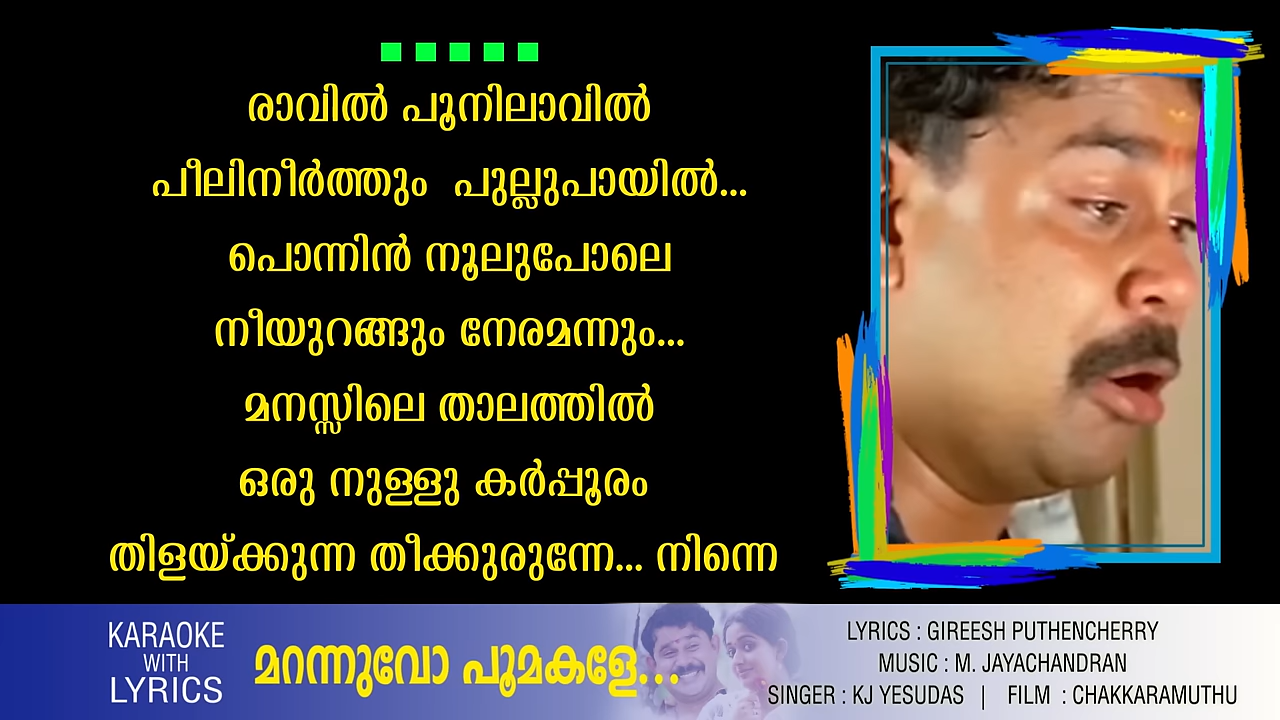 രാവിൽ പൂനിലാവിൽ
പീലിനീർത്തും പുല്ലുപായിൽ...
പൊന്നിൻ നൂലുപോലെ
നീയുറങ്ങും നേരമന്നും...
മനസ്സിലെ താലത്തിൽ
ഒരു നുള്ളു കർപ്പൂരം
തിളയ്ക്കുന്ന തീക്കുരുന്നേ... നിന്നെ
KARAOKE
WITH
LYRICS
മറന്നുവോ പൂമകളേ...
LYRICS : GIREESH PUTHENCHERRY
MUSIC : M. JAYACHANDRAN
SINGER : KJ YESUDAS | FILM : CHAKKARAMUTHU